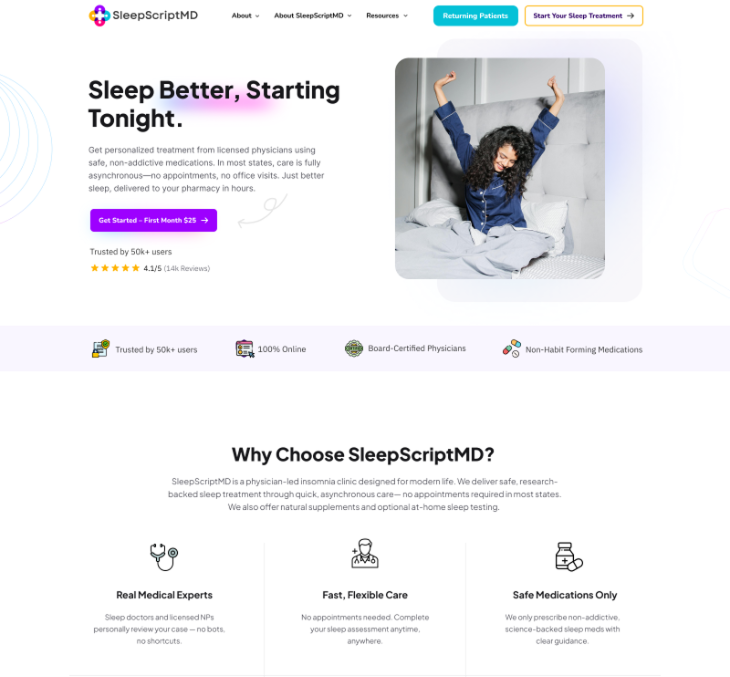 SleepScriptMD
About
About SleepScriptMD
Resources
Returning Patients
Start Your Sleep Treatment →
Sleep Better, Starting
Tonight.
Get personalized treatment from licensed physicians using
safe, non-addictive medications. In most states, care is fully
asynchronous—no appointments, no office visits. Just better
sleep, delivered to your pharmacy in hours.
Get Started – First Month $25 →
Trusted by 50k+ users
4.1/5 (14k Reviews)
Trusted by 50k+ users
100% Online
Board-Certified Physicians
Non-Habit Forming Medications
Why Choose SleepScriptMD?
SleepScriptMD is a physician-led insomnia clinic designed for modern life. We deliver safe, research-
backed sleep treatment through quick, asynchronous care— no appointments required in most states.
We also offer natural supplements and optional at-home sleep testing.
Real Medical Experts
Sleep doctors and licensed NPs
personally review your case — no bots,
no shortcuts.
Fast, Flexible Care
No appointments needed. Complete
your sleep assessment anytime,
anywhere.
Safe Medications Only
We only prescribe non-addictive,
science-backed sleep meds with
clear guidance.